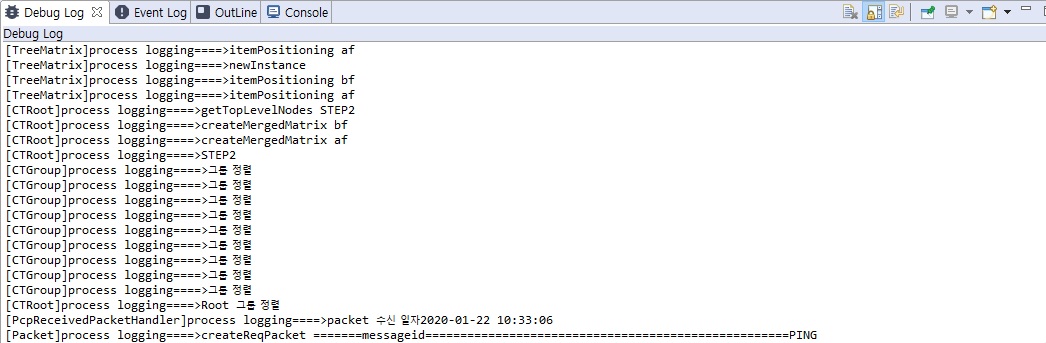 Debug Log Event Log OutLine Console
Debug Log
[TreeMatrix]process logging====>itemPositioning af
[TreeMatrix]process logging====>newInstance
[TreeMatrix]process logging====>itemPositioning bf
[TreeMatrix]process logging====>itemPositioning af
[CTRoot]process logging====>getTopLevelNodes STEP2
[CTRoot]process logging====>createMergedMatrix bf
[CTRoot]process logging====>createMergedMatrix af
[CTRoot]process logging====>STEP2
[CTGroup]process logging====>그룹 정렬
[CTGroup]process logging====>그룹 정렬
[CTGroup]process logging====>그룹 정렬
[CTGroup]process logging====>그룹 정렬
[CTGroup]process logging====>그룹 정렬
[CTGroup]process logging====>그룹 정렬
[CTGroup]process logging====>그룹 정렬
[CTGroup]process logging====>그룹 정렬
[CTGroup]process logging====>그룹 정렬
[CTRoot]process logging====>Root 그룹 정렬
[PcpReceivedPacketHandler]process logging====>packet 수신 일자2020-01-22 10:33:06
[Packet]process logging====>createReqPacket =======messageid====================================================PING